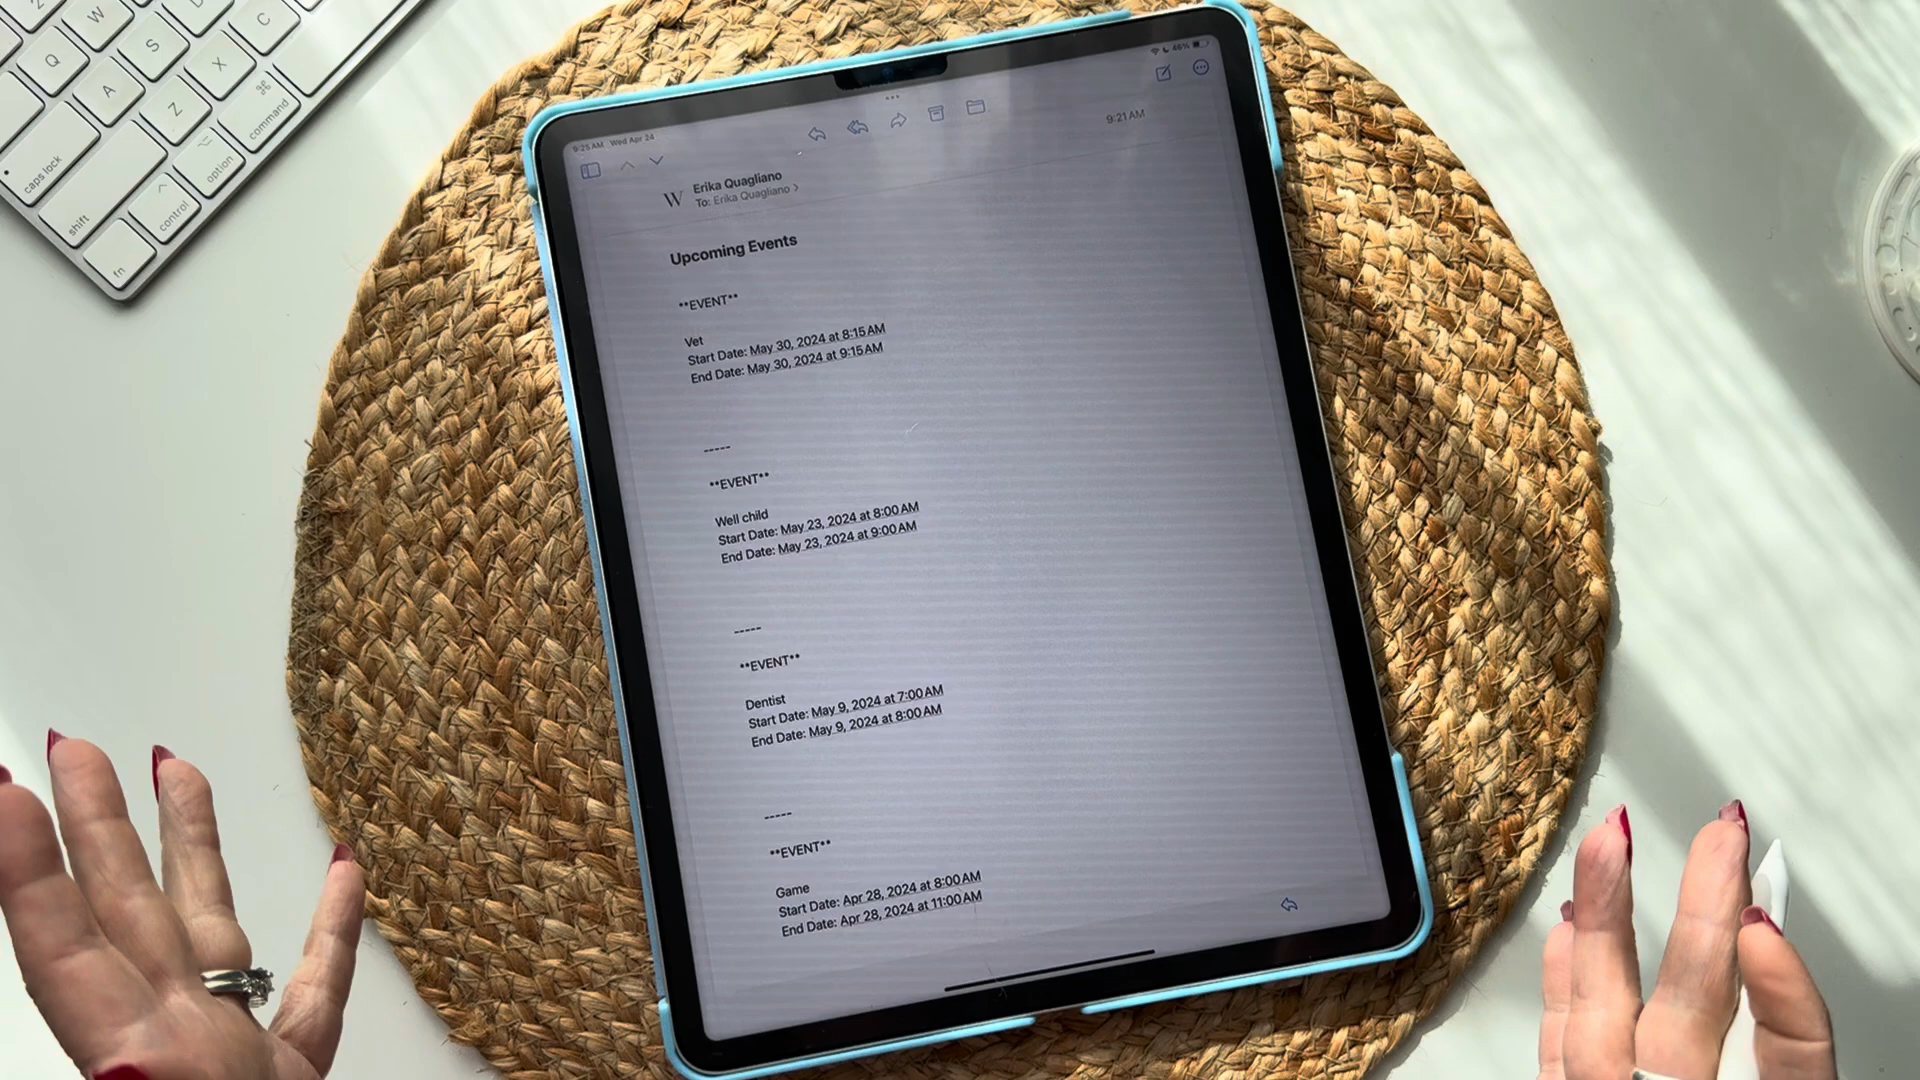 Q
W
A
S
Z
X
C
caps lock
shift
fn
control
option
command
9:25 AM Wed Apr 24
46%
9:21 AM
W
Erika Quagliano
To: Erika Quagliano >
Upcoming Events
**EVENT**
Vet
Start Date: May 30, 2024 at 8:15 AM
End Date: May 30, 2024 at 9:15 AM
-----
**EVENT**
Well child
Start Date: May 23, 2024 at 8:00 AM
End Date: May 23, 2024 at 9:00 AM
-----
**EVENT**
Dentist
Start Date: May 9, 2024 at 7:00 AM
End Date: May 9, 2024 at 8:00 AM
-----
**EVENT**
Game
Start Date: Apr 28, 2024 at 8:00 AM
End Date: Apr 28, 2024 at 11:00 AM